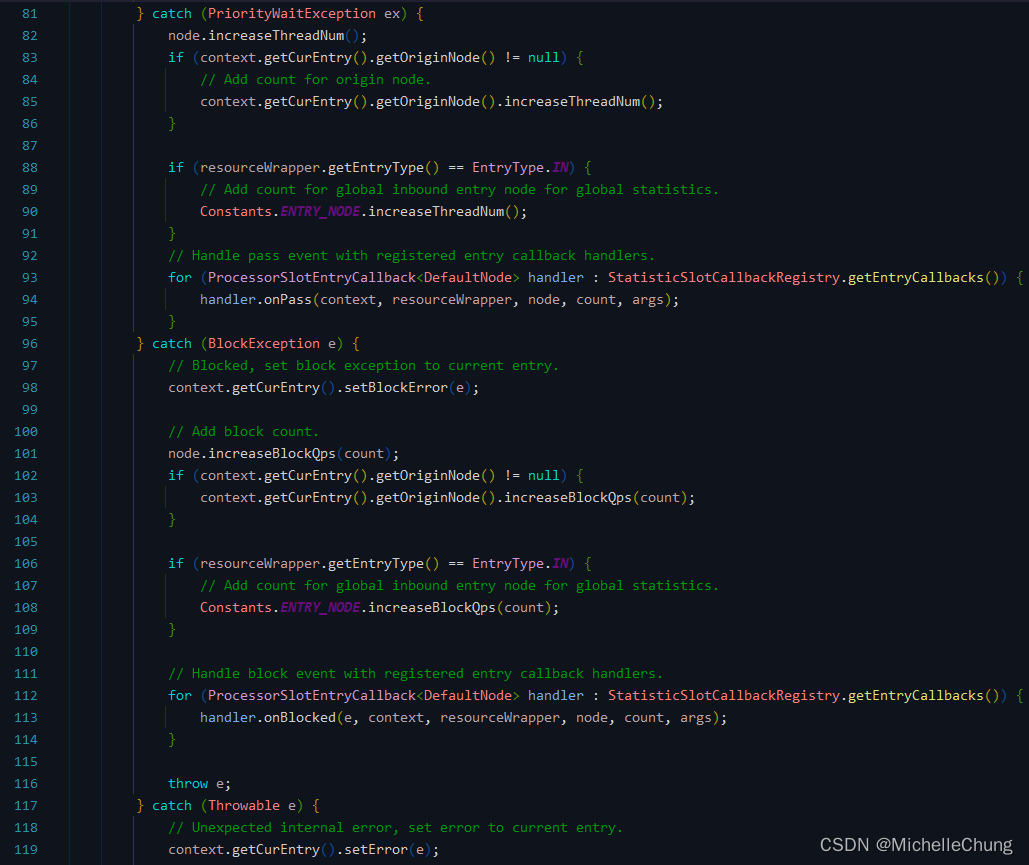 81 } catch (PriorityWaitException ex) {
82 node.increaseThreadNum();
83 if (context.getCurEntry().getOriginNode() != null) {
84 // Add count for origin node.
85 context.getCurEntry().getOriginNode().increaseThreadNum();
86 }
87
88 if (resourceWrapper.getEntryType() == EntryType.IN) {
89 // Add count for global inbound entry node for global statistics.
90 Constants.ENTRY_NODE.increaseThreadNum();
91 }
92 // Handle pass event with registered entry callback handlers.
93 for (ProcessorSlotEntryCallback<DefaultNode> handler : StatisticSlotCallbackRegistry.getEntryCallbacks()) {
94 handler.onPass(context, resourceWrapper, node, count, args);
95 }
96 } catch (BlockException e) {
97 // Blocked, set block exception to current entry.
98 context.getCurEntry().setBlockError(e);
99
100 // Add block count.
101 node.increaseBlockQps(count);
102 if (context.getCurEntry().getOriginNode() != null) {
103 context.getCurEntry().getOriginNode().increaseBlockQps(count);
104 }
105
106 if (resourceWrapper.getEntryType() == EntryType.IN) {
107 // Add count for global inbound entry node for global statistics.
108 Constants.ENTRY_NODE.increaseBlockQps(count);
109 }
110
111 // Handle block event with registered entry callback handlers.
112 for (ProcessorSlotEntryCallback<DefaultNode> handler : StatisticSlotCallbackRegistry.getEntryCallbacks()) {
113 handler.onBlocked(e, context, resourceWrapper, node, count, args);
114 }
115
116 throw e;
117 } catch (Throwable e) {
118 // Unexpected internal error, set error to current entry.
119 context.getCurEntry().setError(e);
CSDN @MichelleChung